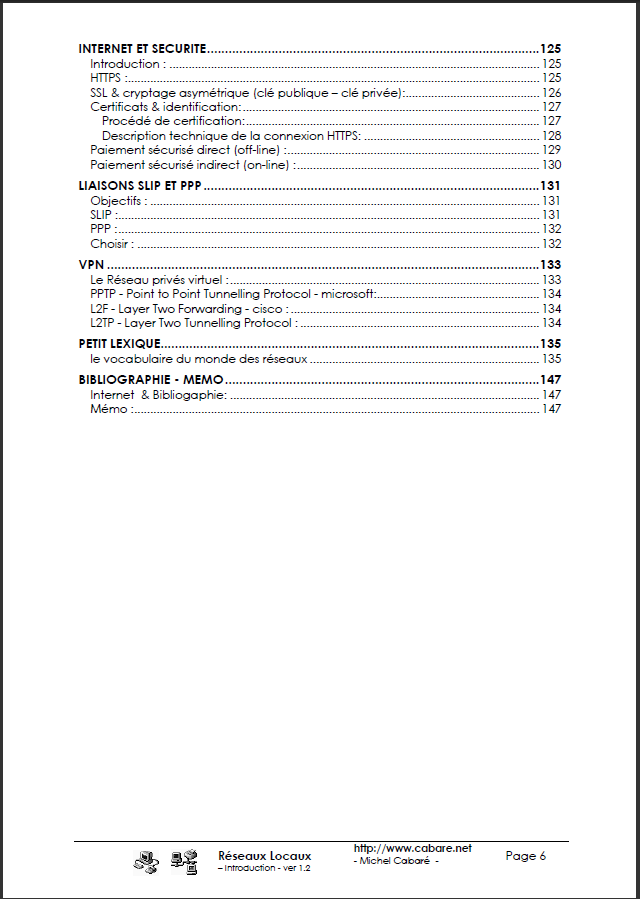 INTERNET ET SECURITE.....125
Introduction : ..... 125
HTTPS :..... 125
SSL & cryptage asymétrique (clé publique – clé privée):..... 126
Certificats & identification:..... 127
Procédé de certification:..... 127
Description technique de la connexion HTTPS: ..... 128
Paiement sécurisé direct (off-line) :..... 129
Paiement sécurisé indirect (on-line) :..... 130
LIAISONS SLIP ET PPP.....131
Objectifs : ..... 131
SLIP :..... 131
PPP :..... 132
Choisir : ..... 132
VPN .....133
Le Réseau privés virtuel :..... 133
PPTP - Point to Point Tunnelling Protocol - microsoft:..... 134
L2F - Layer Two Forwarding - cisco : ..... 134
L2TP - Layer Two Tunnelling Protocol : ..... 134
PETIT LEXIQUE.....135
le vocabulaire du monde des réseaux ..... 135
BIBLIOGRAPHIE - MEMO.....147
Internet & Bibliogaphie: ..... 147
Mémo :..... 147
Réseaux Locaux http://www.cabare.net Page 6
– Introduction - ver 1.2 - Michel Cabaré -